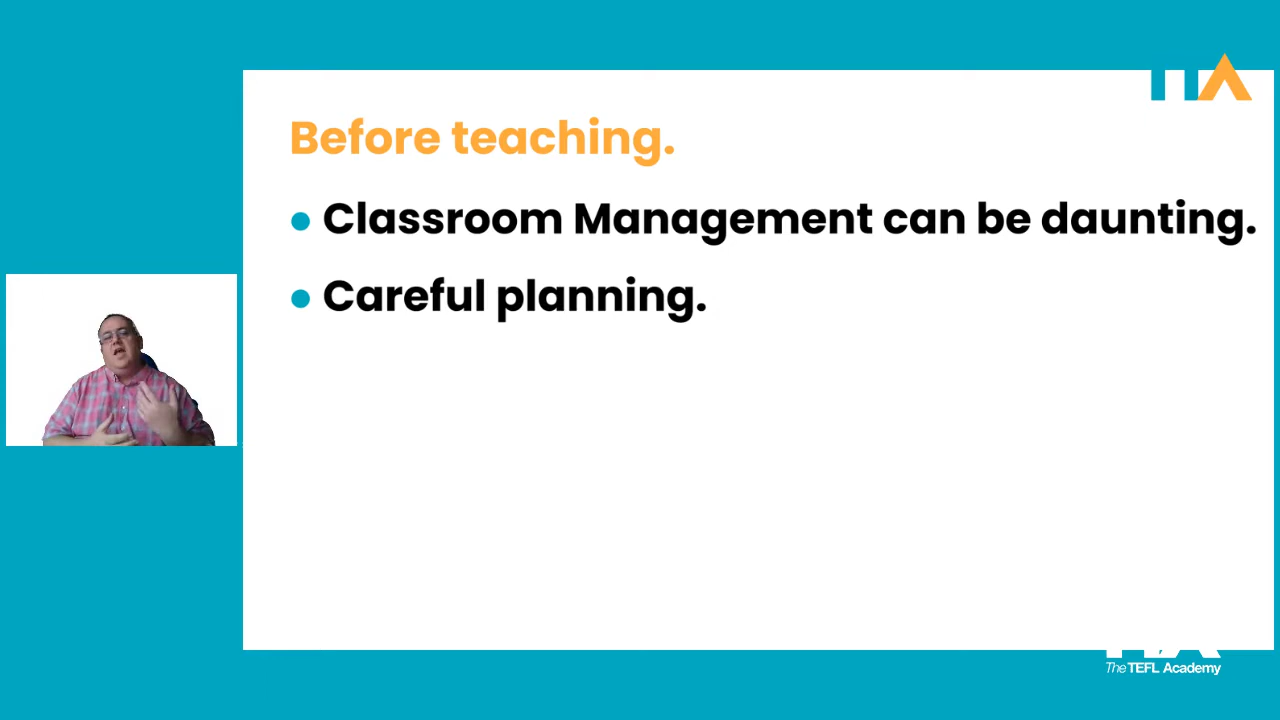 Before teaching.
Classroom Management can be daunting.
Careful planning.
The TEFL Academy